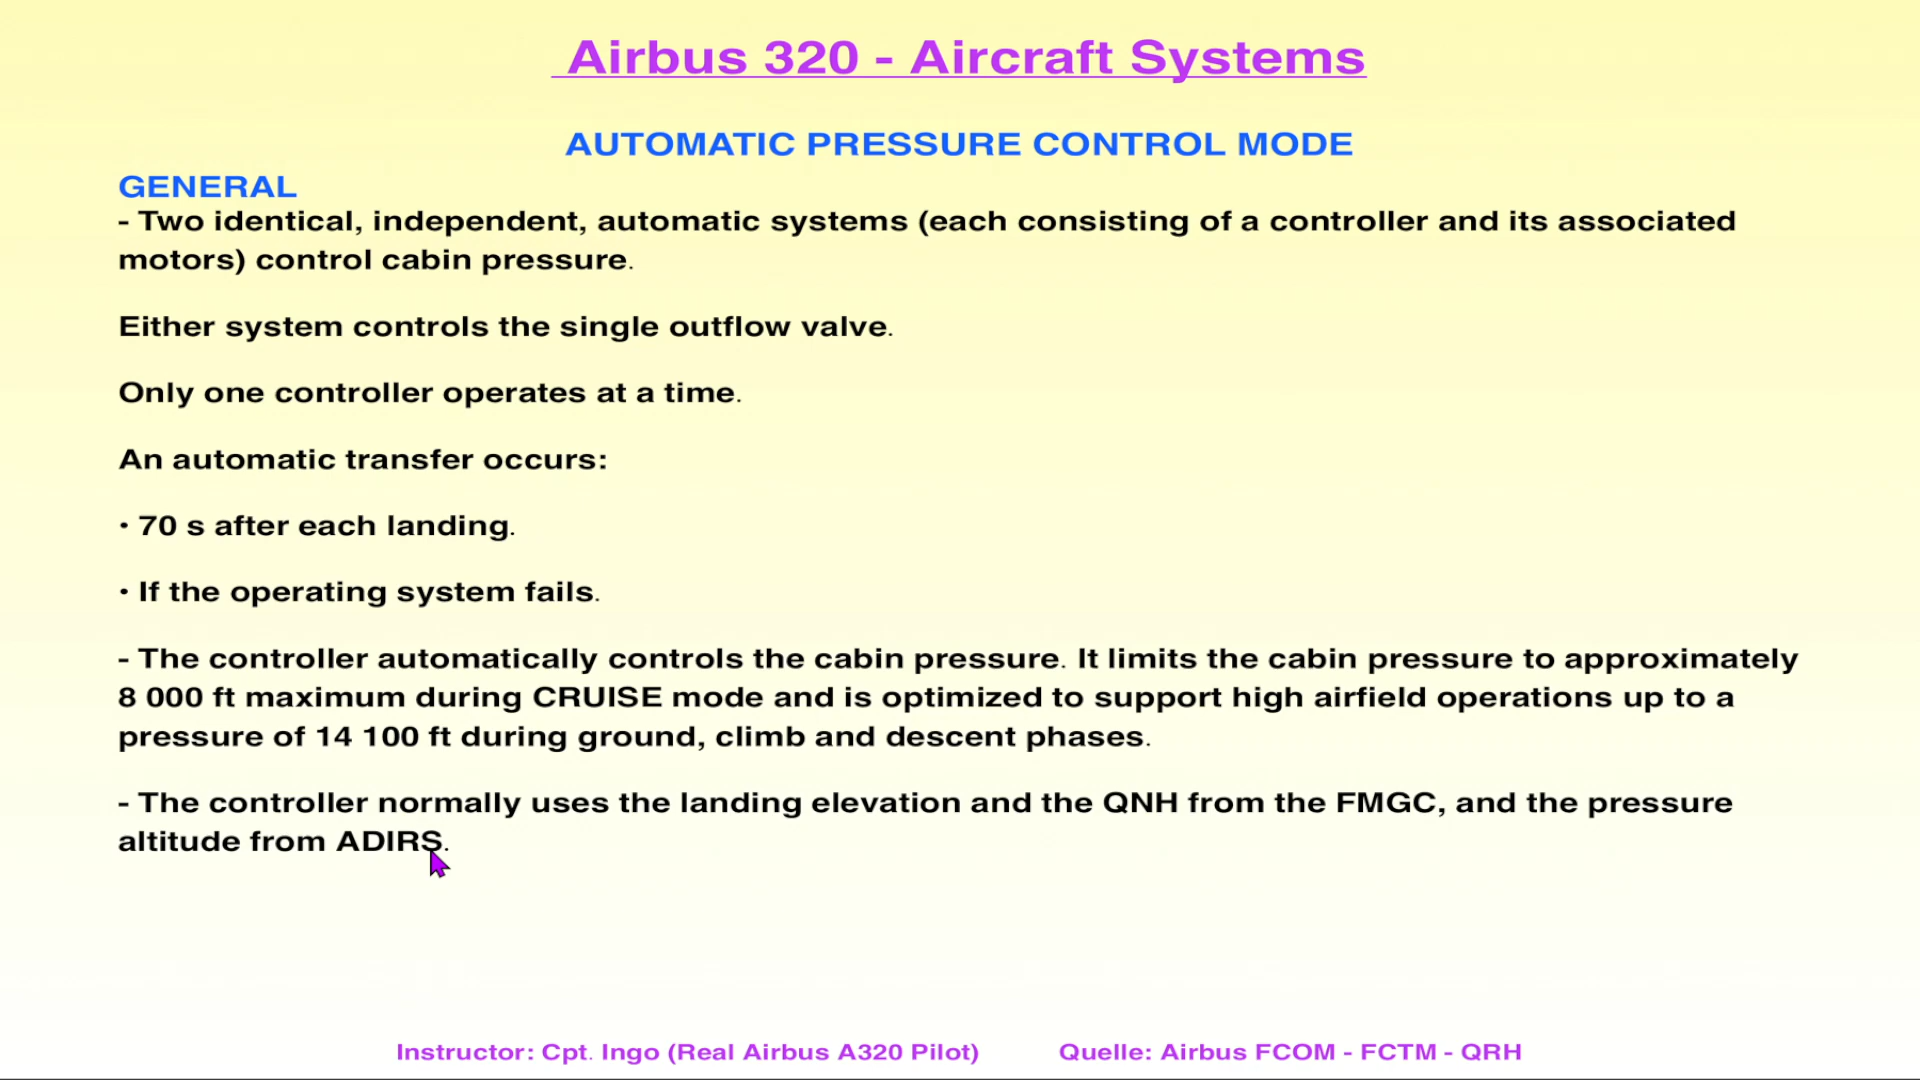 Airbus 320 - Aircraft Systems
AUTOMATIC PRESSURE CONTROL MODE
GENERAL
- Two identical, independent, automatic systems (each consisting of a controller and its associated
motors) control cabin pressure.
Either system controls the single outflow valve.
Only one controller operates at a time.
An automatic transfer occurs:
• 70 s after each landing.
• If the operating system fails.
- The controller automatically controls the cabin pressure. It limits the cabin pressure to approximately
8 000 ft maximum during CRUISE mode and is optimized to support high airfield operations up to a
pressure of 14 100 ft during ground, climb and descent phases.
- The controller normally uses the landing elevation and the QNH from the FMGC, and the pressure
altitude from ADIRS.
Instructor: Cpt. Ingo (Real Airbus A320 Pilot) Quelle: Airbus FCOM - FCTM - QRH